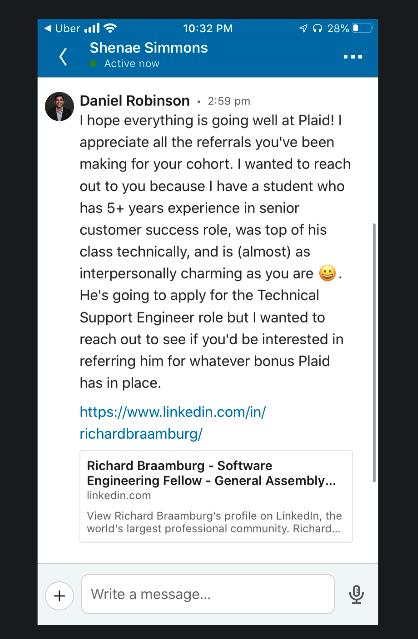 Uber 10:32 PM 28%
Shenae Simmons
Active now
Daniel Robinson • 2:59 pm
I hope everything is going well at Plaid! I
appreciate all the referrals you've been
making for your cohort. I wanted to reach
out to you because I have a student who
has 5+ years experience in senior
customer success role, was top of his
class technically, and is (almost) as
interpersonally charming as you are 😀.
He's going to apply for the Technical
Support Engineer role but I wanted to
reach out to see if you'd be interested in
referring him for whatever bonus Plaid
has in place.
https://www.linkedin.com/in/
richardbraamburg/
Richard Braamburg - Software
Engineering Fellow - General Assembly...
linkedin.com
View Richard Braamburg's profile on LinkedIn, the
world's largest professional community. Richard...
Write a message...